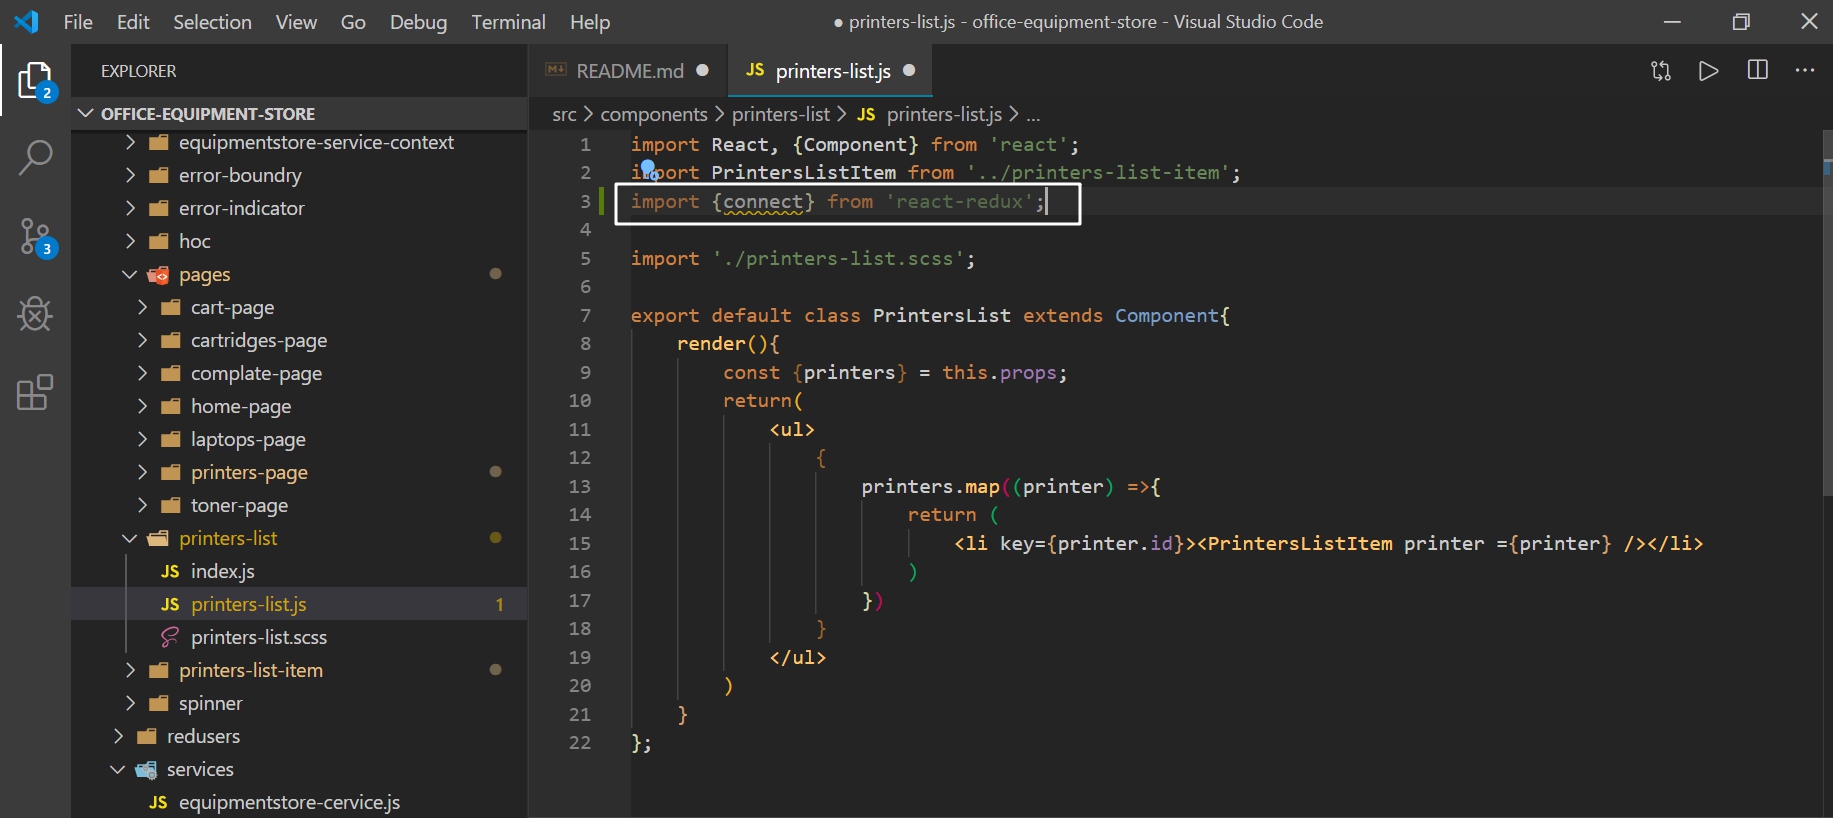 File Edit Selection View Go Debug Terminal Help
● printers-list.js - office-equipment-store - Visual Studio Code
2
3
EXPLORER
OFFICE-EQUIPMENT-STORE
equipmentstore-service-context
error-boundry
error-indicator
hoc
pages
cart-page
cartridges-page
complate-page
home-page
laptops-page
printers-page
toner-page
printers-list
JS index.js
JS printers-list.js 1
printers-list.scss
printers-list-item
spinner
redusers
services
JS equipmentstore-cervice.js
README.md ● JS printers-list.js ●
src > components > printers-list > JS printers-list.js > ...
1 import React, {Component} from 'react';
2 import PrintersListItem from '../printers-list-item';
3 import {connect} from 'react-redux';
4
5 import './printers-list.scss';
6
7 export default class PrintersList extends Component{
8 render(){
9 const {printers} = this.props;
10 return(
11 <ul>
12 {
13 printers.map((printer) =>{
14 return (
15 <li key={printer.id}><PrintersListItem printer ={printer} /></li>
16 )
17 })
18 }
19 </ul>
20 )
21 }
22 };